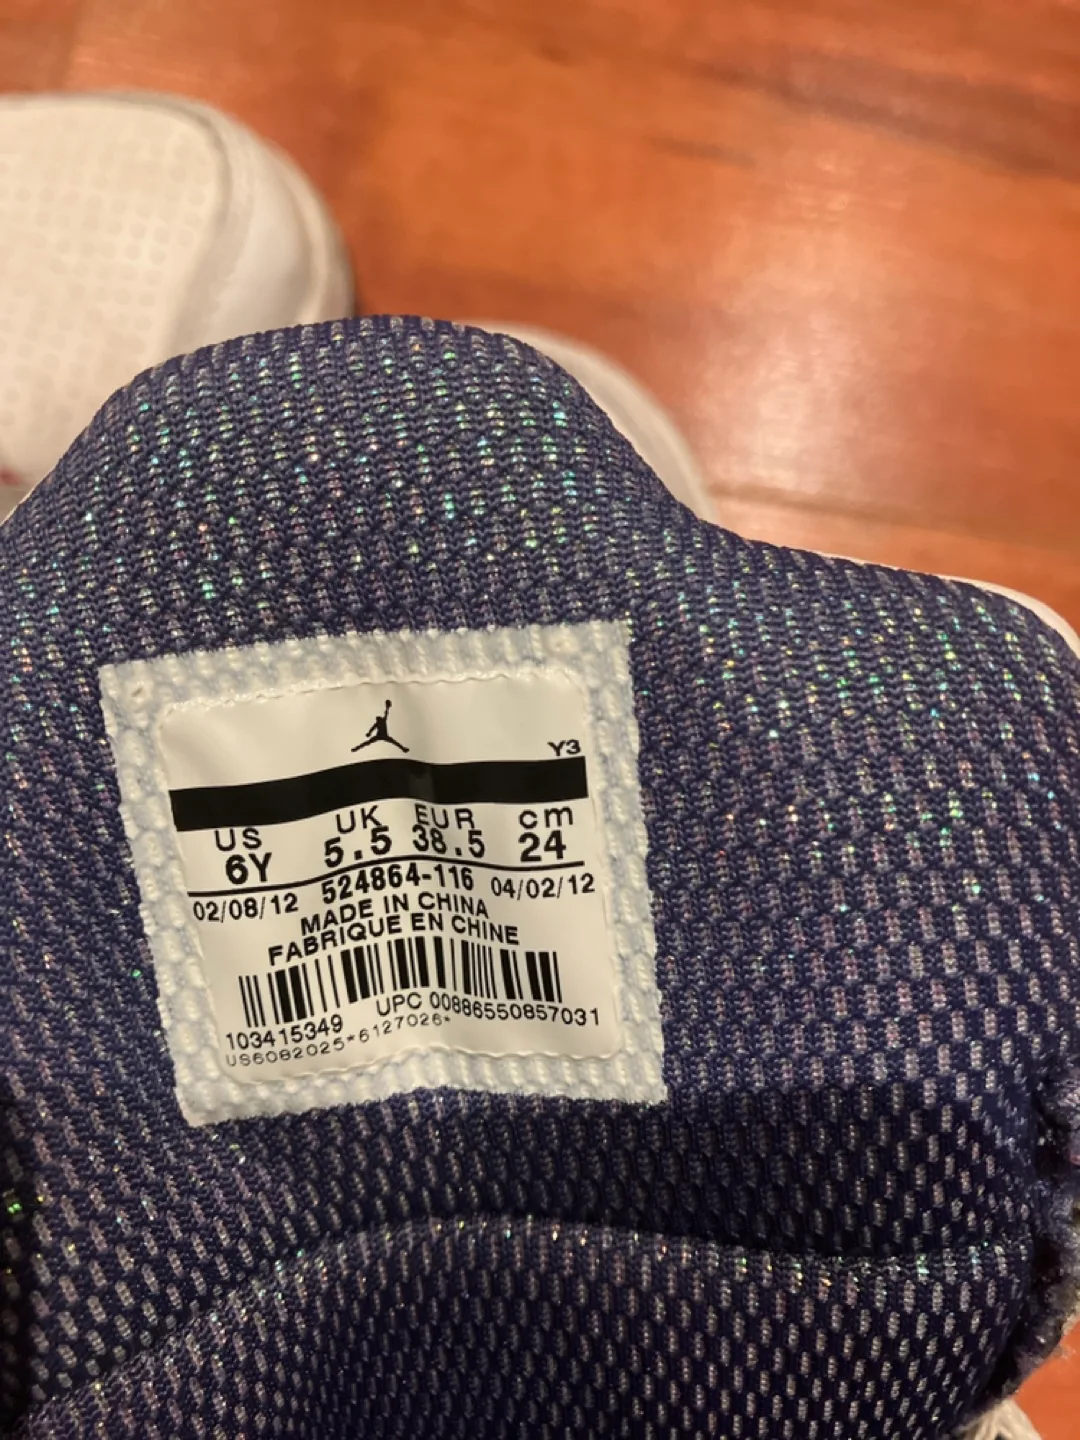 Y3
US UK EUR cm
6Y 5.5 38.5 24
02/08/12 524864-116 04/02/12
MADE IN CHINA
FABRIQUE EN CHINE
103415349 UPC 00886550857031
US6082025*6127026*